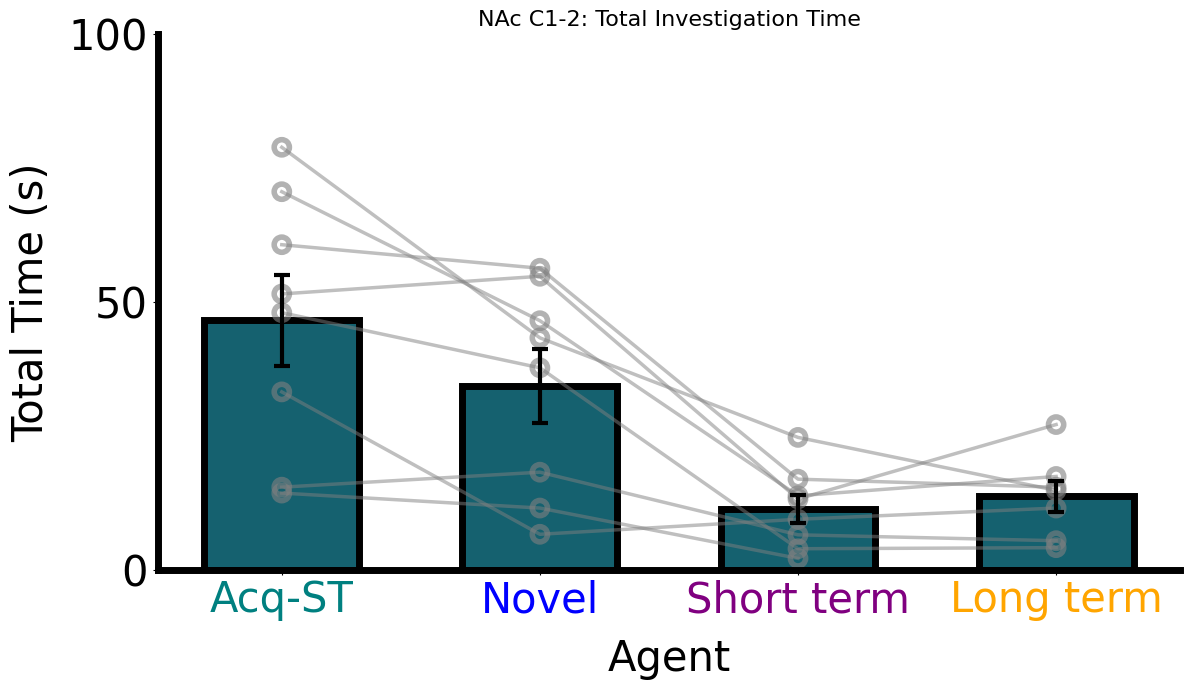 NAc C1-2: Total Investigation Time
100
50
0
Total Time (s)
Acq-ST Novel Short term Long term
Agent